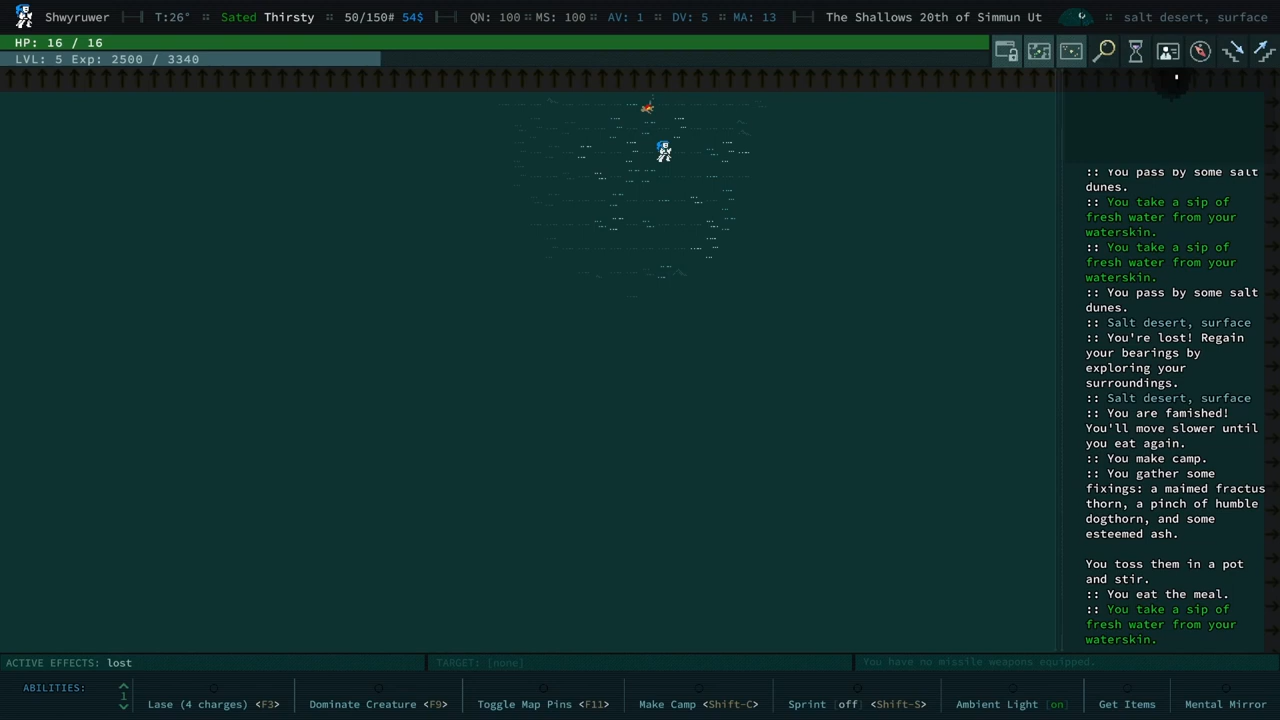 Shwyruwer T:26° :: Sated Thirsty :: 50/150# 54$ QN: 100 :: MS: 100 :: AV: 1 :: DV: 5 :: MA: 13 The Shallows 20th of Simmun Ut :: salt desert, surface
HP: 16 / 16
LVL: 5 Exp: 2500 / 3340
:: You pass by some salt
dunes.
:: You take a sip of
fresh water from your
waterskin.
:: You take a sip of
fresh water from your
waterskin.
:: You pass by some salt
dunes.
:: Salt desert, surface
:: You're lost! Regain
your bearings by
exploring your
surroundings.
:: Salt desert, surface
:: You are famished!
You'll move slower until
you eat again.
:: You make camp.
:: You gather some
fixings: a maimed fractus
thorn, a pinch of humble
dogthorn, and some
esteemed ash.
You toss them in a pot
and stir.
:: You eat the meal.
:: You take a sip of
fresh water from your
waterskin.
ACTIVE EFFECTS: lost TARGET: [none] You have no missile weapons equipped.
ABILITIES: 1 Lase (4 charges) <F3> Dominate Creature <F9> Toggle Map Pins <F11> Make Camp <Shift-C> Sprint [off] <Shift-S> Ambient Light [on] Get Items Mental Mirror